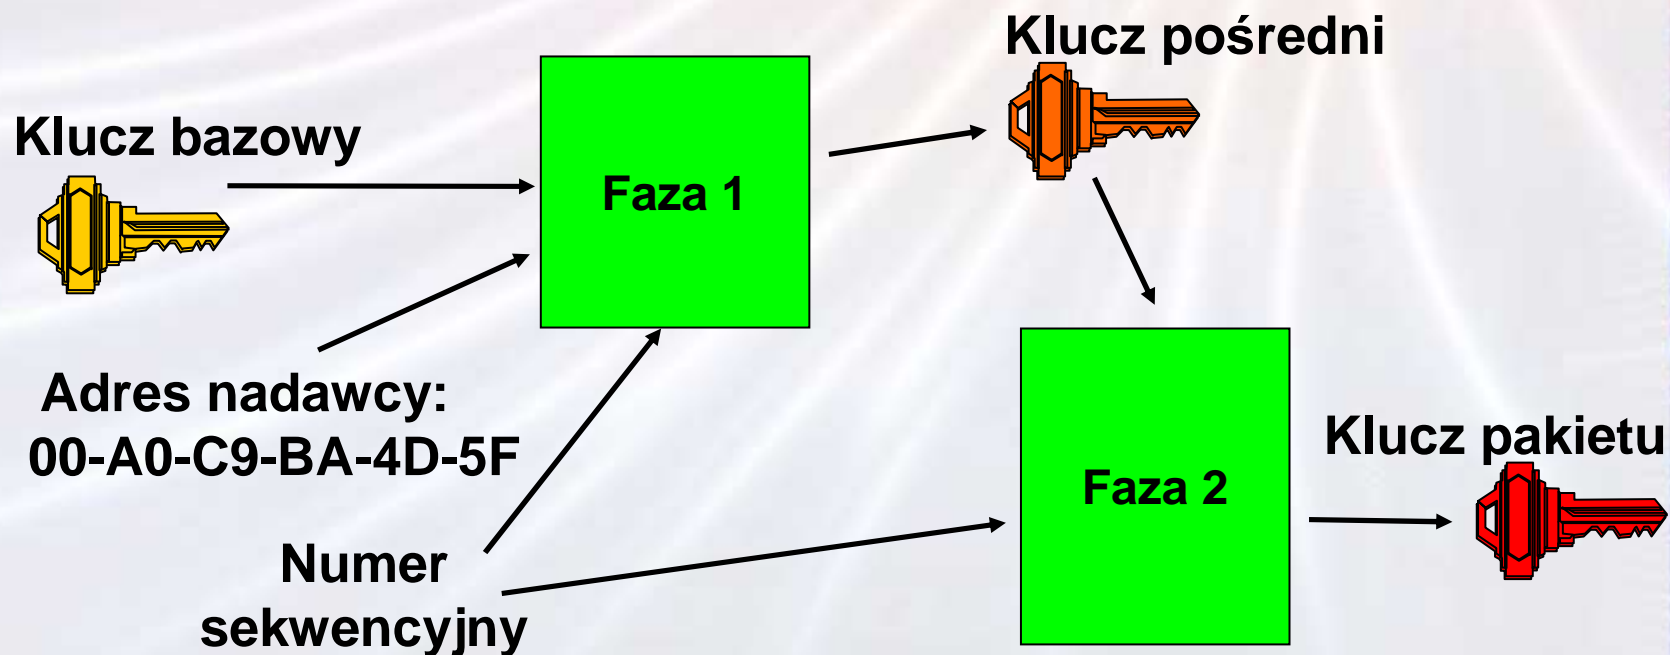 Klucz pośredni
Klucz bazowy
Faza 1
Adres nadawcy:
00-A0-C9-BA-4D-5F
Klucz pakietu
Faza 2
Numer
sekwencyjny